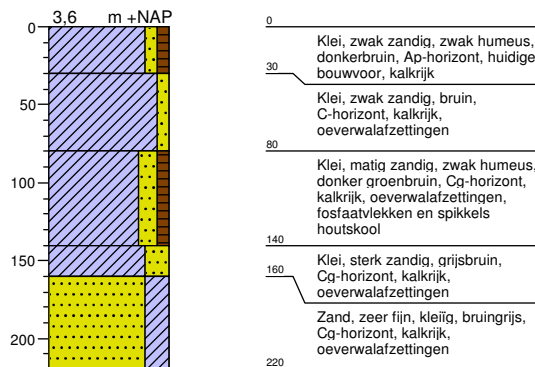 3,6 m +NAP
0
50
100
150
200
0
Klei, zwak zandig, zwak humeus,
donkerbruin, Ap-horizont, huidige
bouwvoor, kalkrijk
30
Klei, zwak zandig, bruin,
C-horizont, kalkrijk,
oeverwalafzettingen
80
Klei, matig zandig, zwak humeus,
donker groenbruin, Cg-horizont,
kalkrijk, oeverwalafzettingen,
fosfaatvlekken en spikkels
houtskool
140
Klei, sterk zandig, grijsbruin,
Cg-horizont, kalkrijk,
oeverwalafzettingen
160
Zand, zeer fijn, kleiïg, bruingrijs,
Cg-horizont, kalkrijk,
oeverwalafzettingen
220